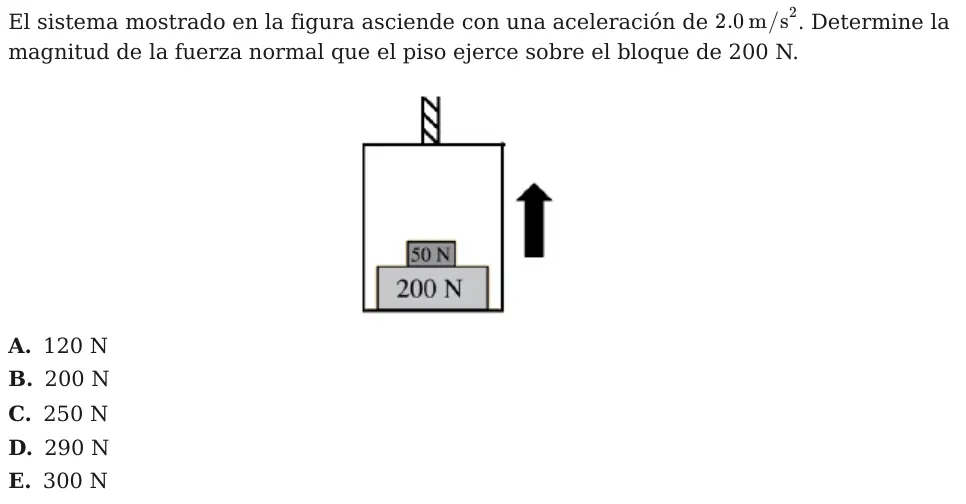 El sistema mostrado en la figura asciende con una aceleración de 2.0 m/s². Determine la
magnitud de la fuerza normal que el piso ejerce sobre el bloque de 200 N.
50 N
200 N
A. 120 N
B. 200 N
C. 250 N
D. 290 N
E. 300 N